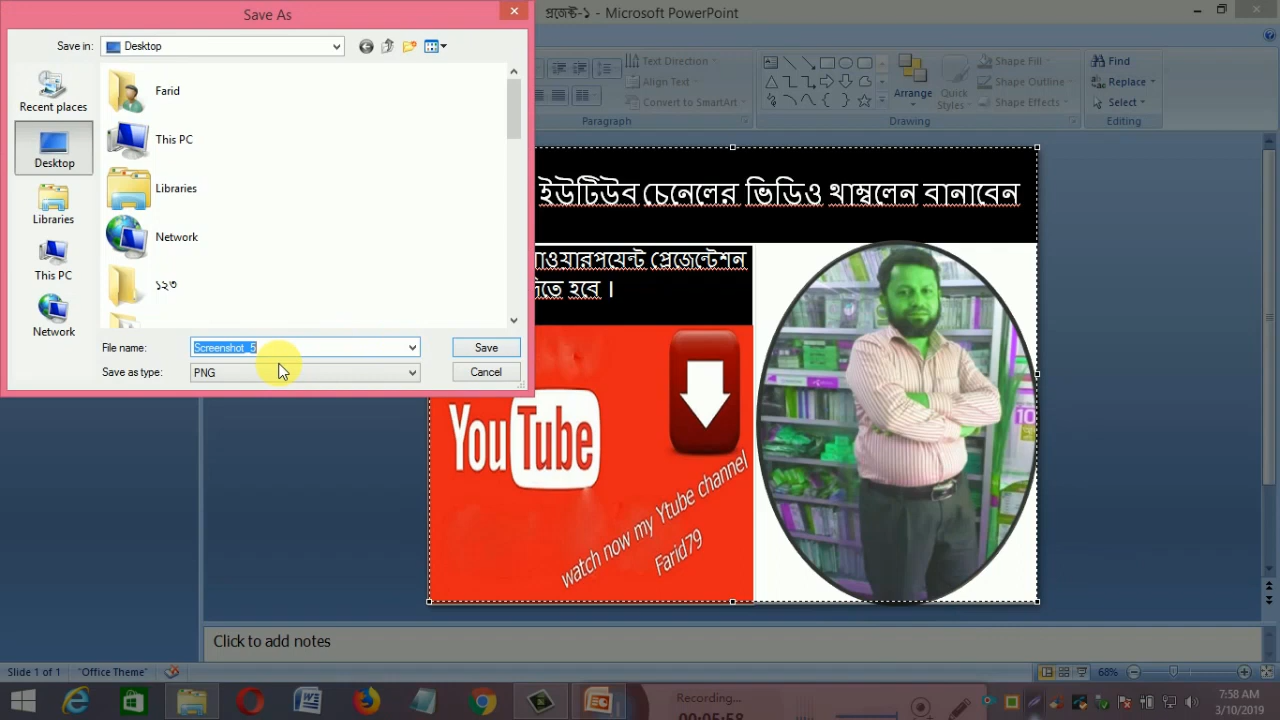 Save As
প্রজেক্ট-১ - Microsoft PowerPoint
Save in:
Desktop
Recent places
Desktop
Libraries
This PC
Network
Farid
This PC
Libraries
Network
১২৩
File name:
Screenshot_5
Save
Save as type:
PNG
Cancel
Text Direction
Align Text
Convert to SmartArt
Paragraph
Arrange
Quick
Styles
Shape Fill
Shape Outline
Shape Effects
Drawing
Find
Replace
Select
Editing
ইউটিউব চেনেলের ভিডিও থাম্বলেন বানাবেন
াওয়ারপয়েন্ট প্রেজেন্টেশন
হবে ।
YouTube
watch now my Ytube channel
Farid79
Click to add notes
Slide 1 of 1
"Office Theme"
68%
Recording...
00:05:58
7:58 AM
3/10/2019